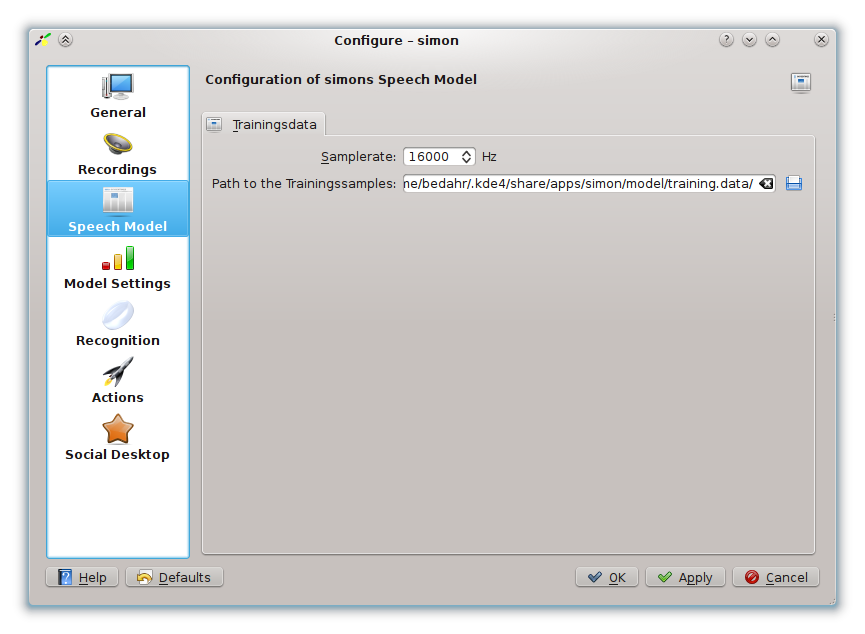 Configure – simon
General
Recordings
Speech Model
Model Settings
Recognition
Actions
Social Desktop
Configuration of simons Speech Model
Trainingsdata
Samplerate: 16000 Hz
Path to the Trainingssamples: ne/bedahr/.kde4/share/apps/simon/model/training.data/
Help
Defaults
OK
Apply
Cancel